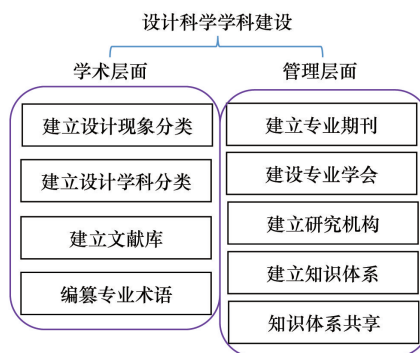 设计科学学科建设
学术层面
管理层面
建立设计现象分类
建立设计学科分类
建立文献库
编纂专业术语
建立专业期刊
建设专业学会
建立研究机构
建立知识体系
知识体系共享